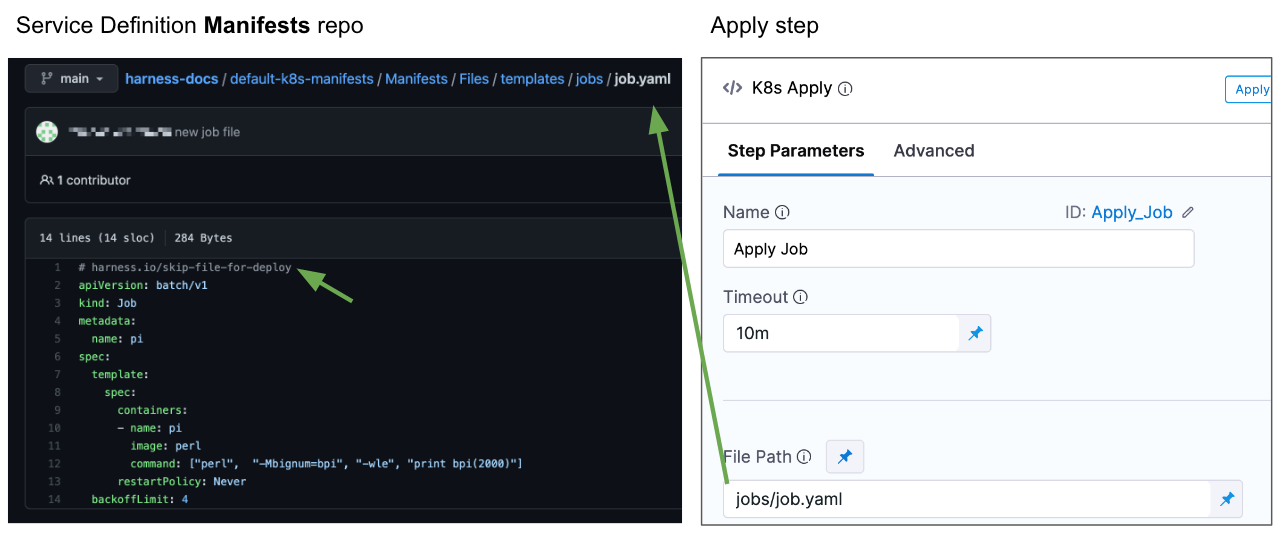 Service Definition Manifests repo
main
harness-docs / default-k8s-manifests / Manifests / Files / templates / jobs / job.yaml
new job file
1 contributor
14 lines (14 sloc) 284 Bytes
1 # harness.io/skip-file-for-deploy
2 apiVersion: batch/v1
3 kind: Job
4 metadata:
5   name: pi
6 spec:
7   template:
8     spec:
9       containers:
10       - name: pi
11         image: perl
12         command: ["perl",  "-Mbignum=bpi", "-wle", "print bpi(2000)"]
13       restartPolicy: Never
14   backoffLimit: 4
Apply step
</> K8s Apply
Apply
Step Parameters Advanced
Name ID: Apply_Job
Apply Job
Timeout
10m
File Path
jobs/job.yaml